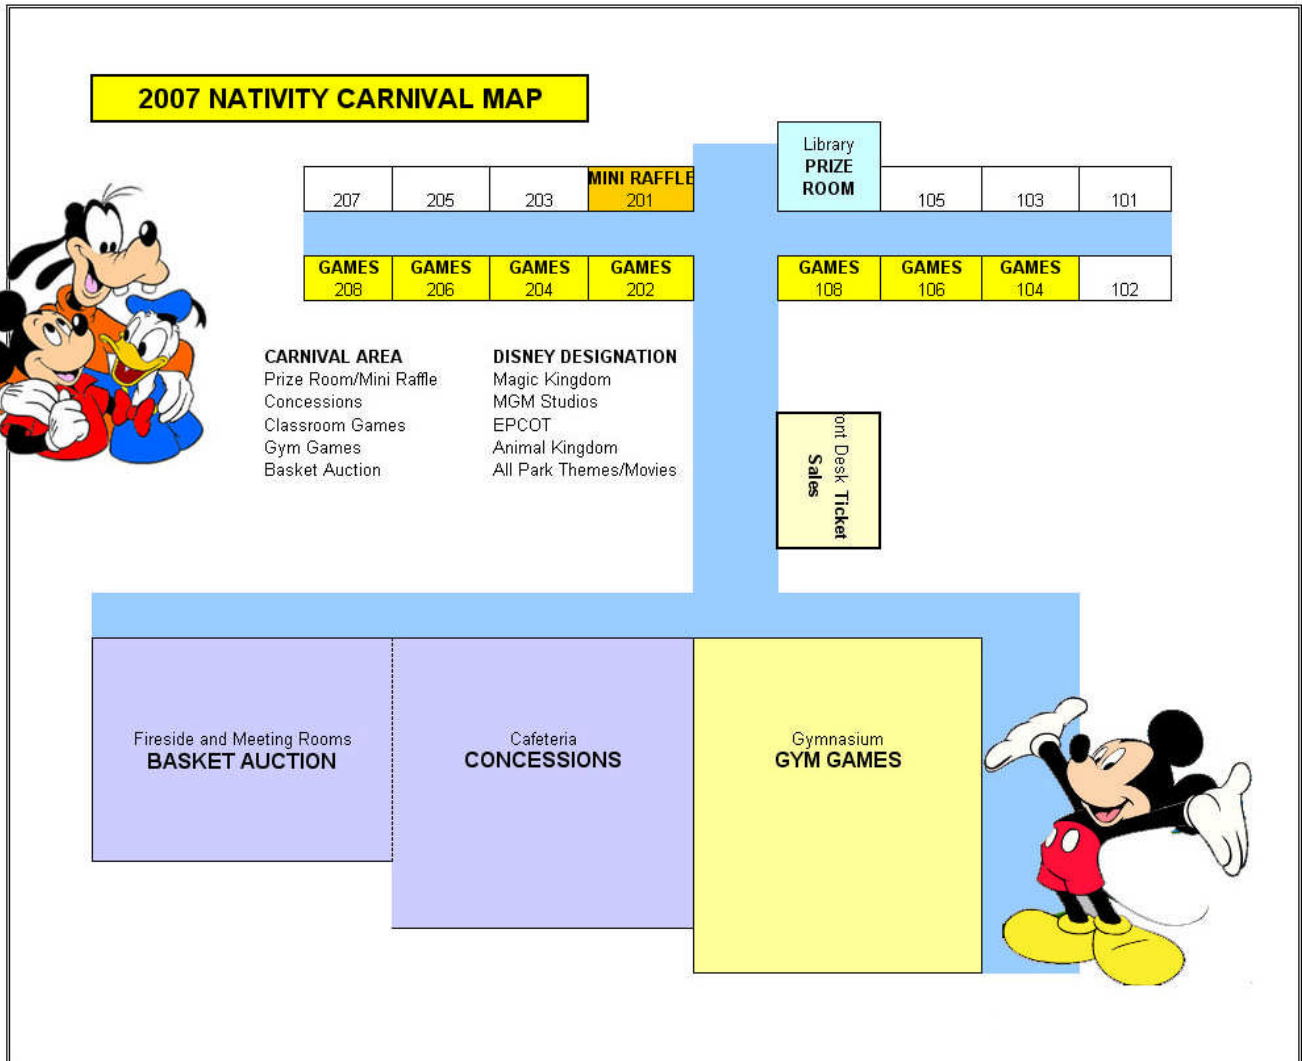 2007 NATIVITY CARNIVAL MAP
Library
PRIZE
ROOM
MINI RAFFLE
207 205 203 201 105 103 101
GAMES GAMES GAMES GAMES GAMES GAMES GAMES
208 206 204 202 108 106 104 102
CARNIVAL AREA DISNEY DESIGNATION
Prize Room/Mini Raffle Magic Kingdom
Concessions MGM Studios
Classroom Games EPCOT
Gym Games Animal Kingdom
Basket Auction All Park Themes/Movies
ont Desk Ticket
Sales
Fireside and Meeting Rooms
BASKET AUCTION
Cafeteria
CONCESSIONS
Gymnasium
GYM GAMES